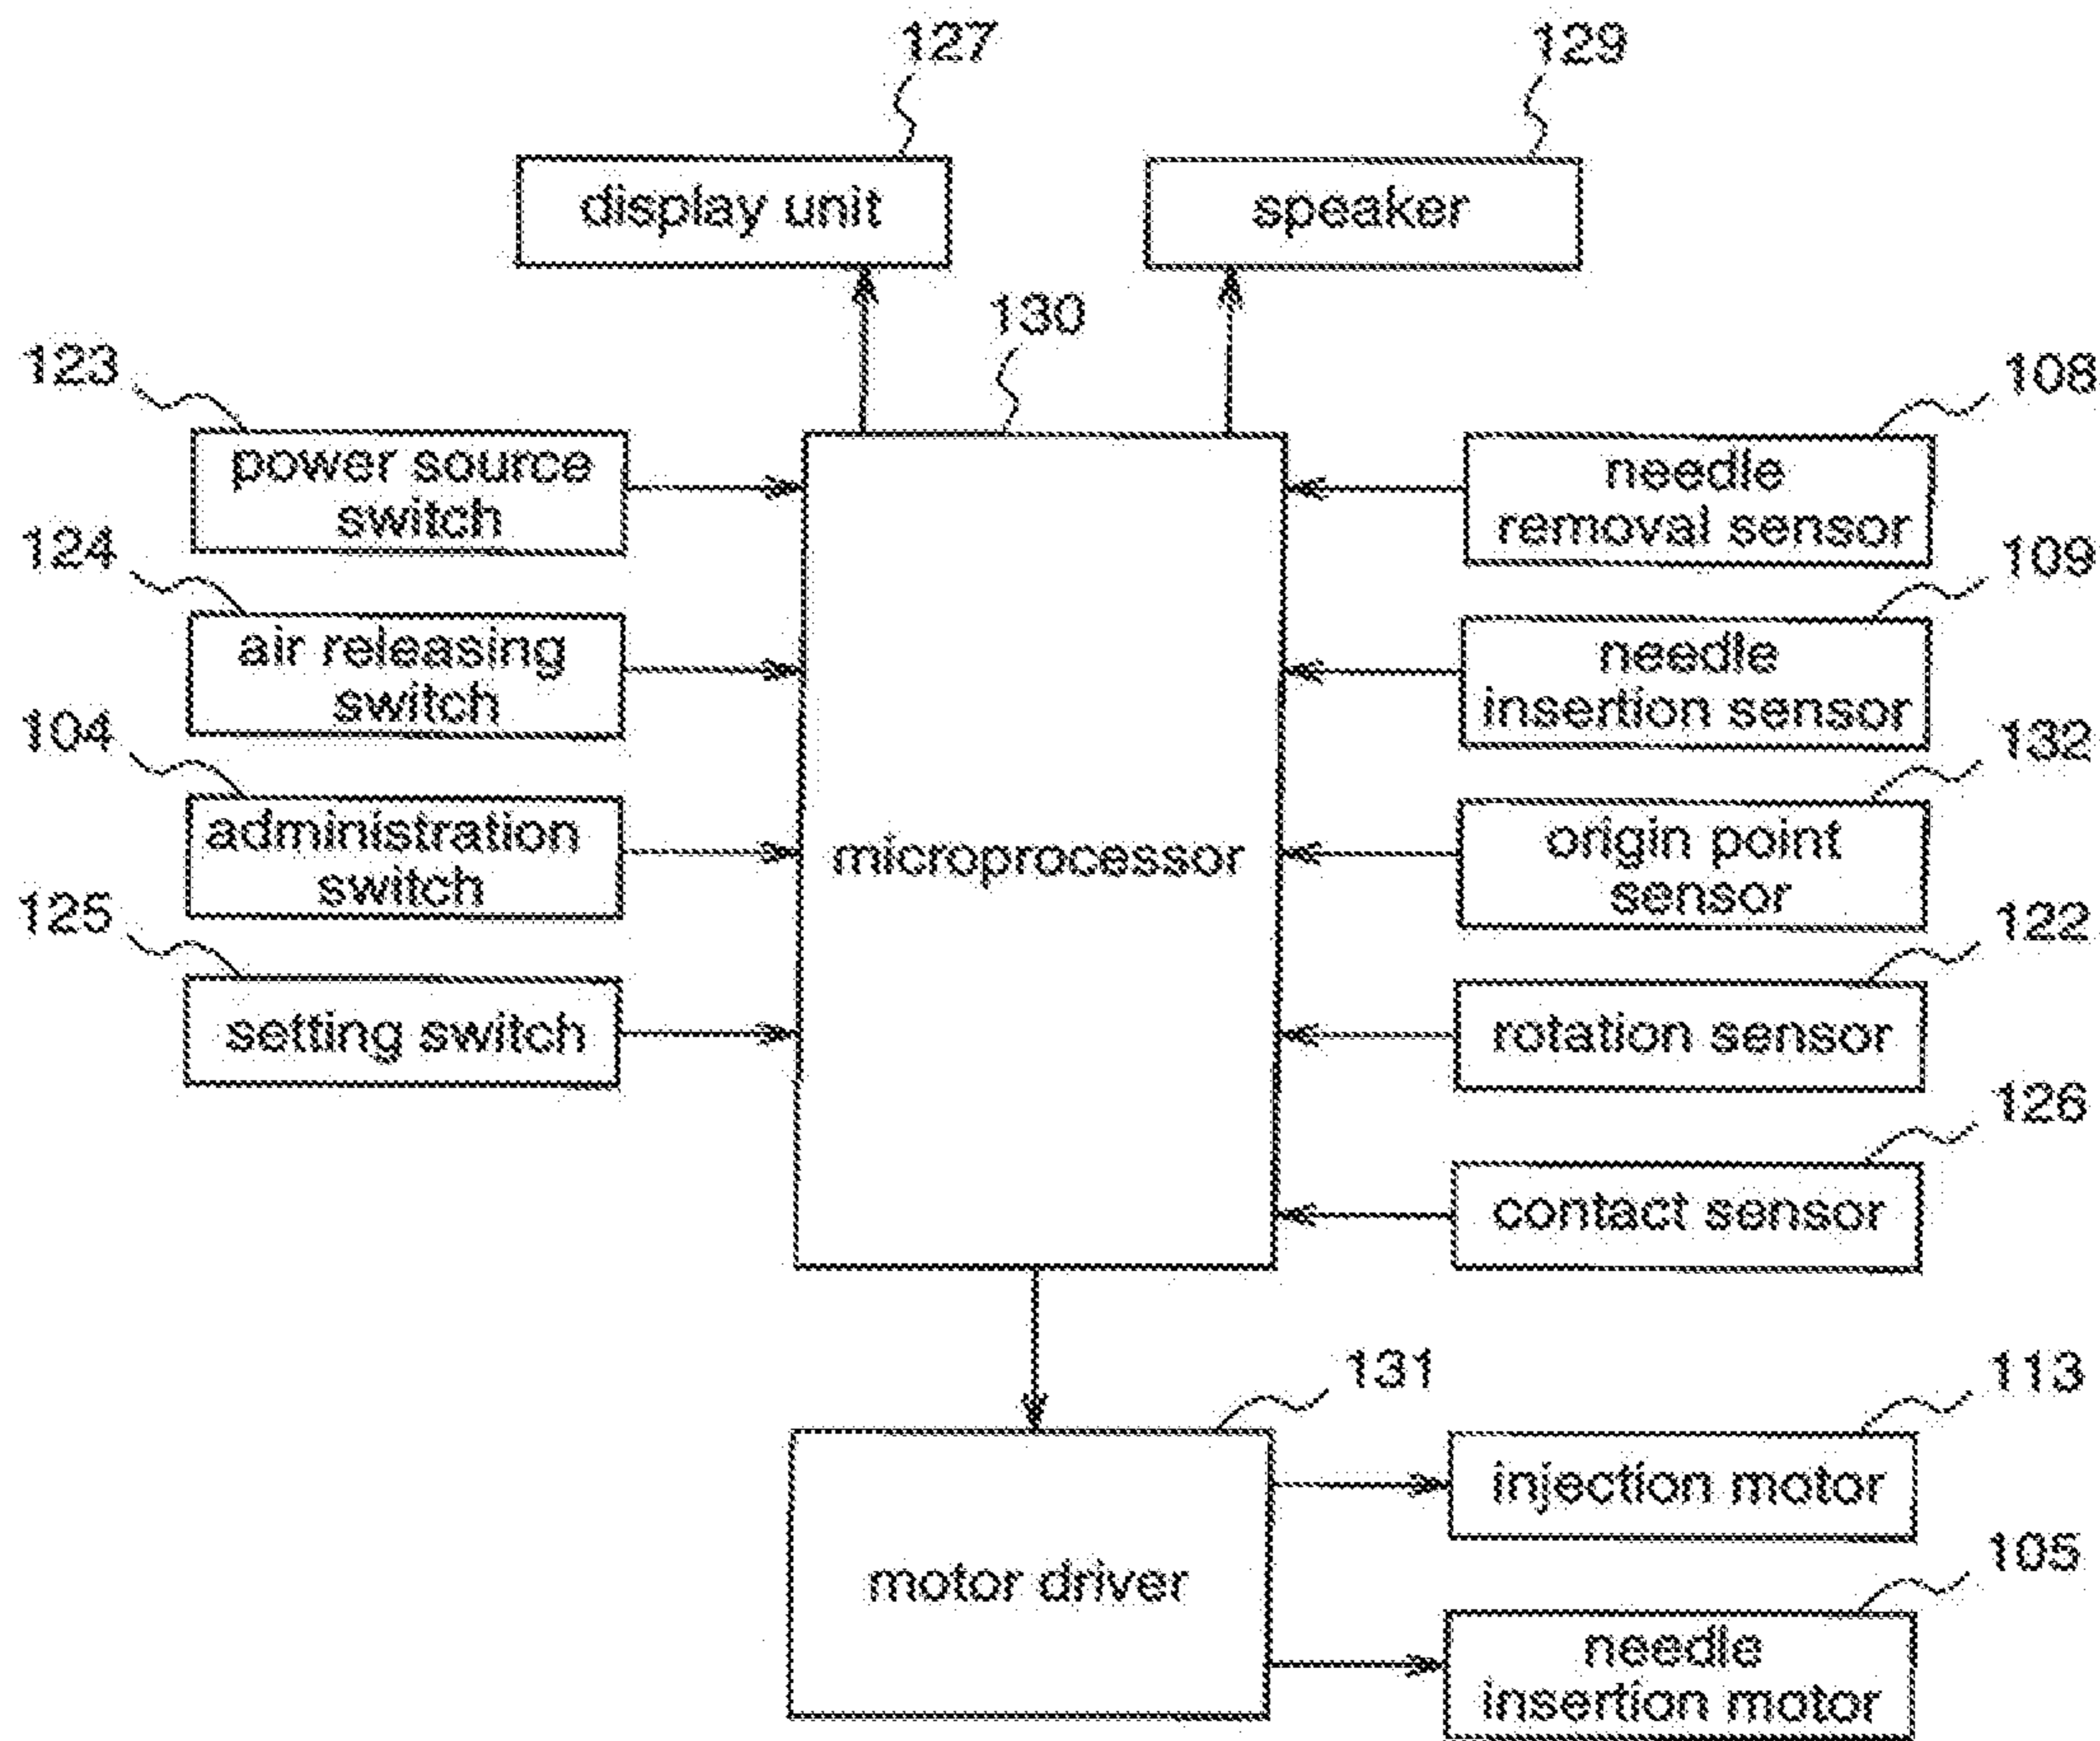 127
129
display unit
speaker
130
123
108
power source
switch
needle
removal sensor
124
109
air releasing
switch
needle
insertion sensor
104
132
administration
switch
microprocessor
origin point
sensor
125
122
setting switch
rotation sensor
126
contact sensor
131
113
injection motor
motor driver
105
needle
insertion motor